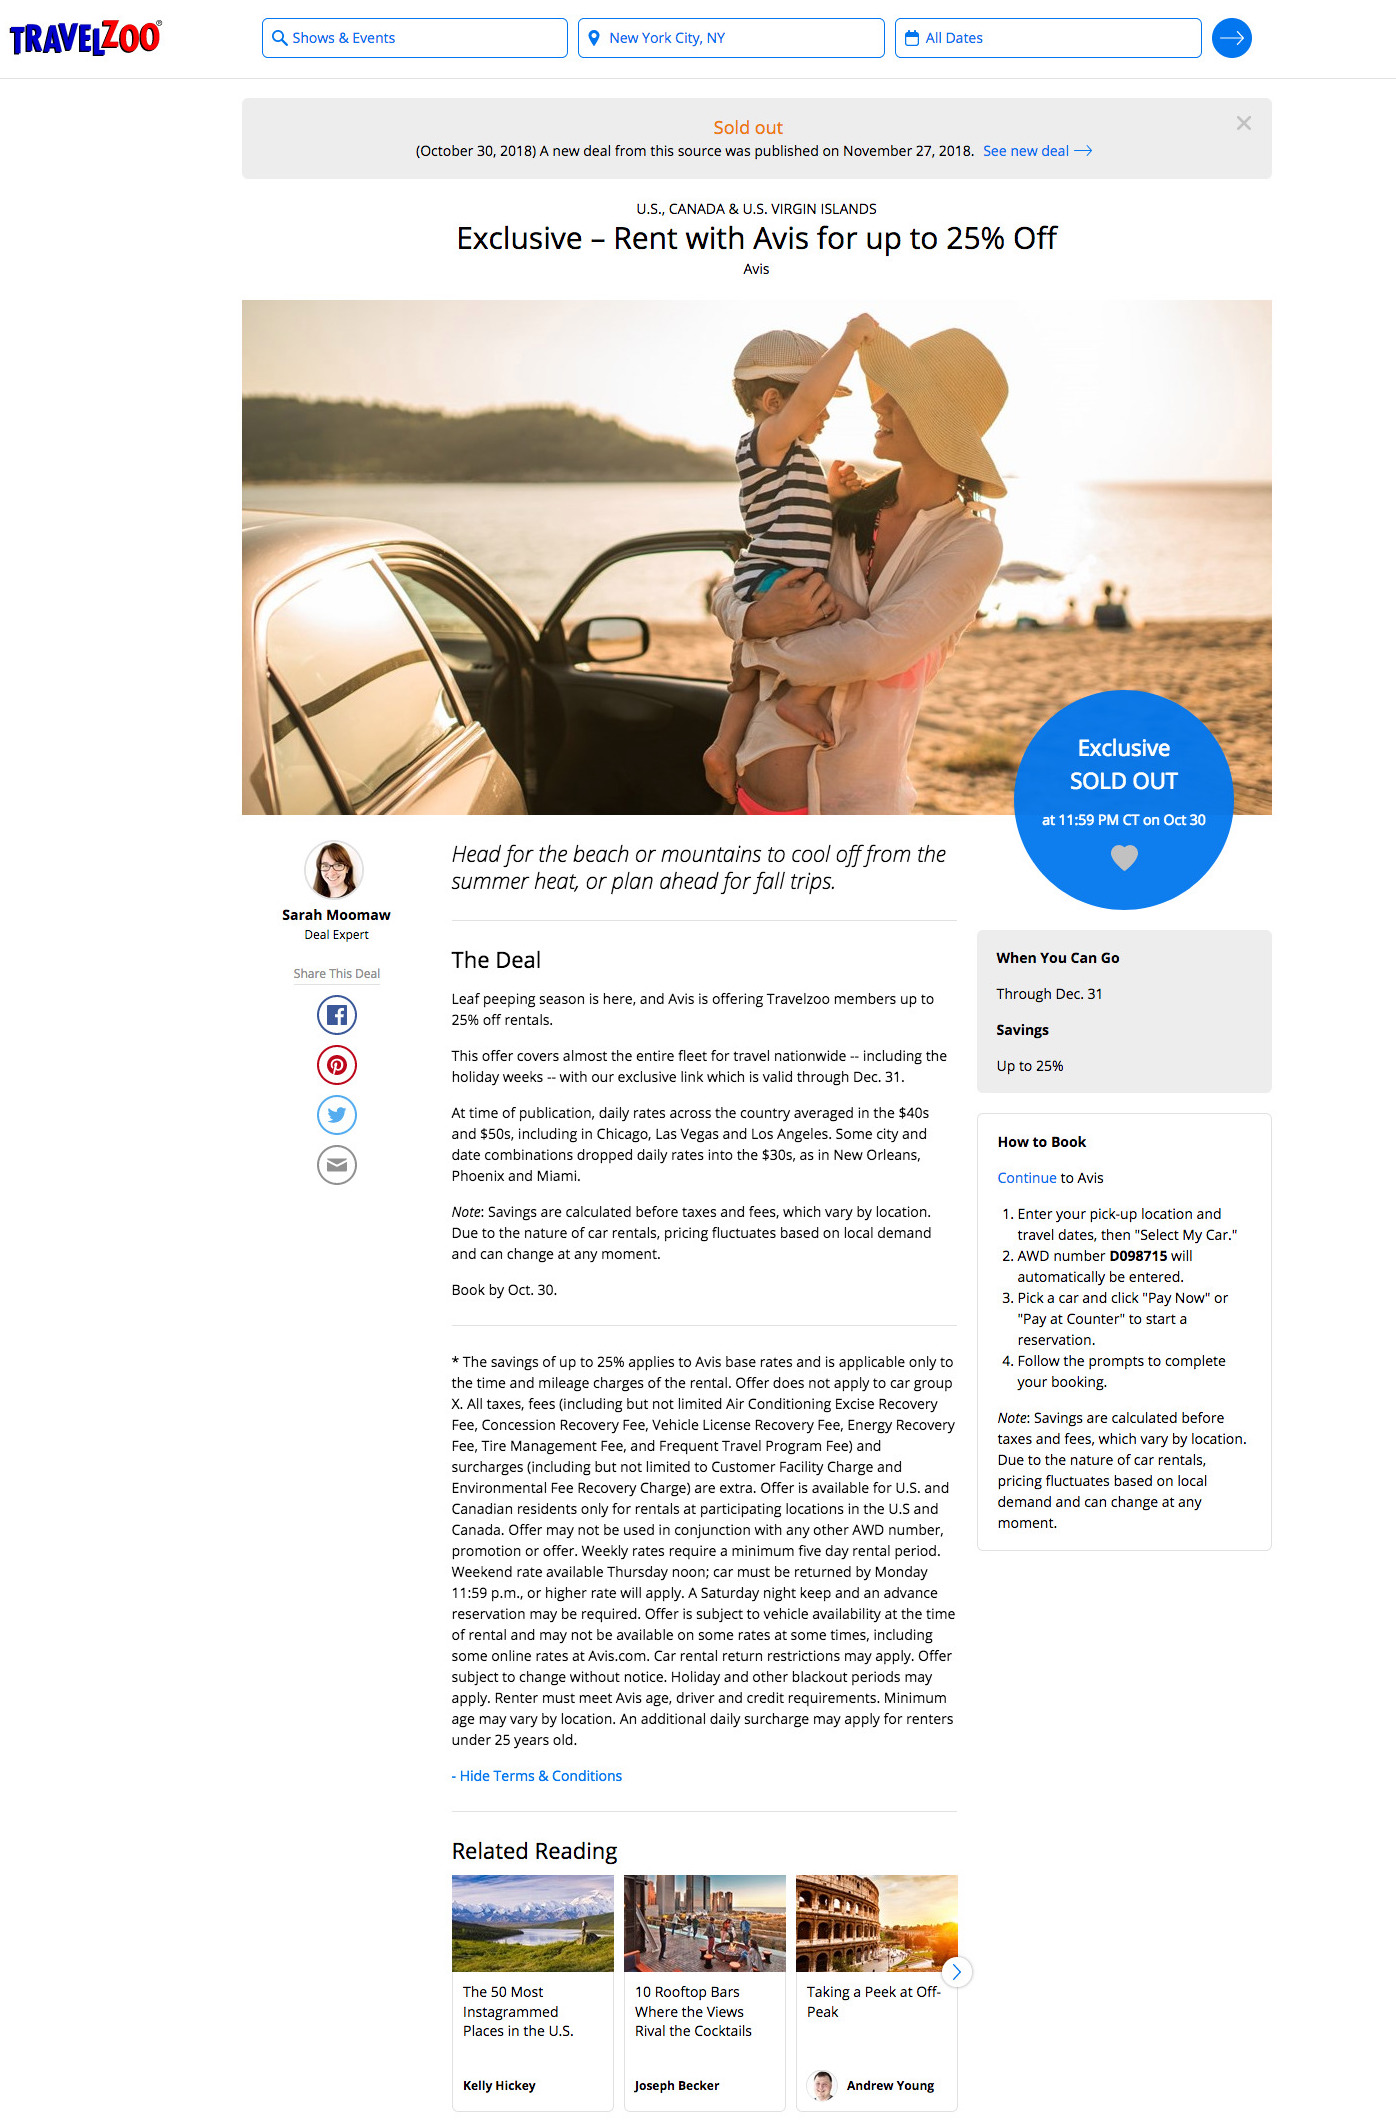 TRAVELZOO®
Shows & Events
New York City, NY
All Dates
Sold out
(October 30, 2018) A new deal from this source was published on November 27, 2018. See new deal
U.S., CANADA & U.S. VIRGIN ISLANDS
Exclusive – Rent with Avis for up to 25% Off
Avis
Exclusive
SOLD OUT
at 11:59 PM CT on Oct 30
Sarah Moomaw
Deal Expert
Share This Deal
Head for the beach or mountains to cool off from the
summer heat, or plan ahead for fall trips.
The Deal
Leaf peeping season is here, and Avis is offering Travelzoo members up to
25% off rentals.
This offer covers almost the entire fleet for travel nationwide -- including the
holiday weeks -- with our exclusive link which is valid through Dec. 31.
At time of publication, daily rates across the country averaged in the $40s
and $50s, including in Chicago, Las Vegas and Los Angeles. Some city and
date combinations dropped daily rates into the $30s, as in New Orleans,
Phoenix and Miami.
Note: Savings are calculated before taxes and fees, which vary by location.
Due to the nature of car rentals, pricing fluctuates based on local demand
and can change at any moment.
Book by Oct. 30.
* The savings of up to 25% applies to Avis base rates and is applicable only to
the time and mileage charges of the rental. Offer does not apply to car group
X. All taxes, fees (including but not limited Air Conditioning Excise Recovery
Fee, Concession Recovery Fee, Vehicle License Recovery Fee, Energy Recovery
Fee, Tire Management Fee, and Frequent Travel Program Fee) and
surcharges (including but not limited to Customer Facility Charge and
Environmental Fee Recovery Charge) are extra. Offer is available for U.S. and
Canadian residents only for rentals at participating locations in the U.S and
Canada. Offer may not be used in conjunction with any other AWD number,
promotion or offer. Weekly rates require a minimum five day rental period.
Weekend rate available Thursday noon; car must be returned by Monday
11:59 p.m., or higher rate will apply. A Saturday night keep and an advance
reservation may be required. Offer is subject to vehicle availability at the time
of rental and may not be available on some rates at some times, including
some online rates at Avis.com. Car rental return restrictions may apply. Offer
subject to change without notice. Holiday and other blackout periods may
apply. Renter must meet Avis age, driver and credit requirements. Minimum
age may vary by location. An additional daily surcharge may apply for renters
under 25 years old.
- Hide Terms & Conditions
When You Can Go
Through Dec. 31
Savings
Up to 25%
How to Book
Continue to Avis
1. Enter your pick-up location and
travel dates, then "Select My Car."
2. AWD number D098715 will
automatically be entered.
3. Pick a car and click "Pay Now" or
"Pay at Counter" to start a
reservation.
4. Follow the prompts to complete
your booking.
Note: Savings are calculated before
taxes and fees, which vary by location.
Due to the nature of car rentals,
pricing fluctuates based on local
demand and can change at any
moment.
Related Reading
The 50 Most
Instagrammed
Places in the U.S.
Kelly Hickey
10 Rooftop Bars
Where the Views
Rival the Cocktails
Joseph Becker
Taking a Peek at Off-
Peak
Andrew Young